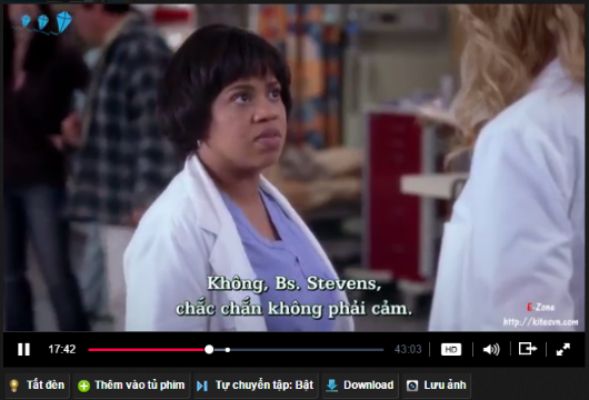 Không, Bs. Stevens,
chắc chắn không phải cảm.
E-Zone
http://kitesvn.com
17:42
43:03
HD
Tắt đèn
Thêm vào tủ phim
Tự chuyển tập: Bật
Download
Lưu ảnh